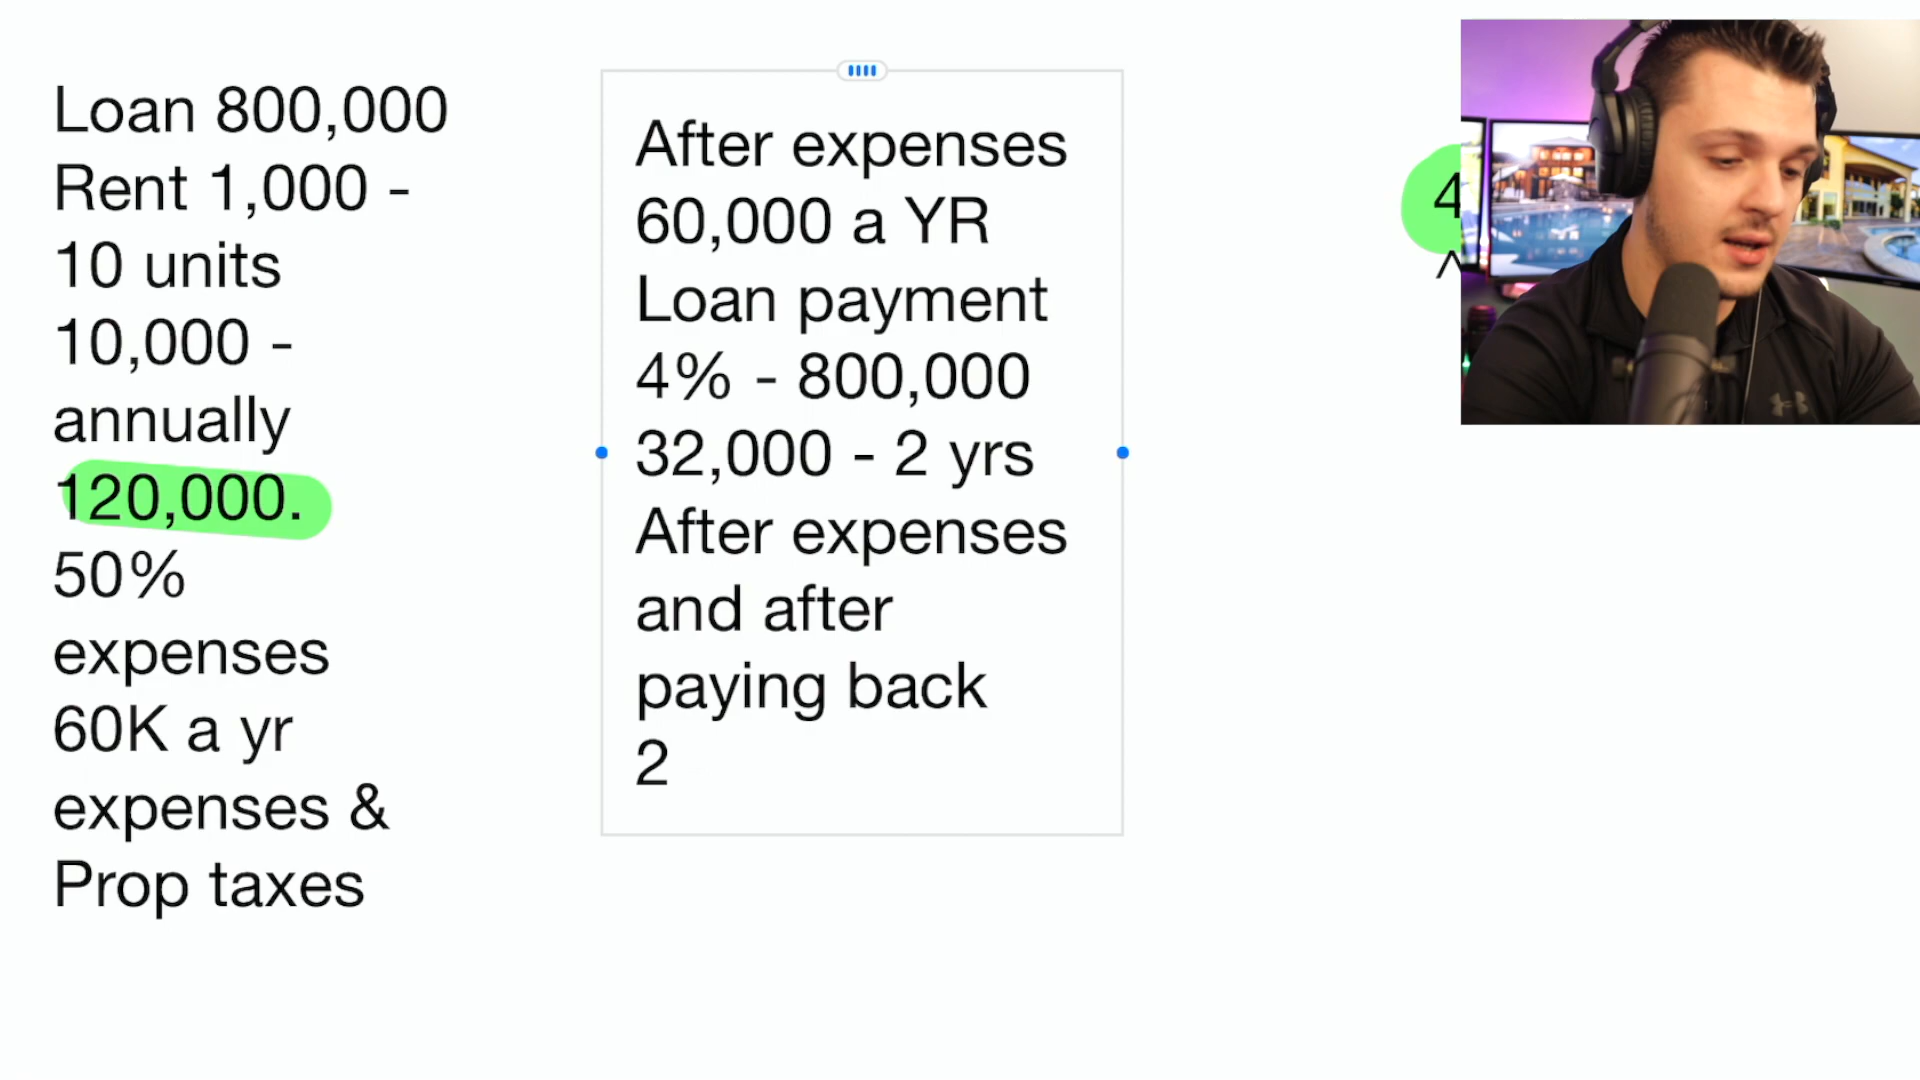 Loan 800,000
Rent 1,000 -
10 units
10,000 -
annually
120,000.
50%
expenses
60K a yr
expenses &
Prop taxes
After expenses
60,000 a YR
Loan payment
4% - 800,000
32,000 - 2 yrs
After expenses
and after
paying back
2
4
^